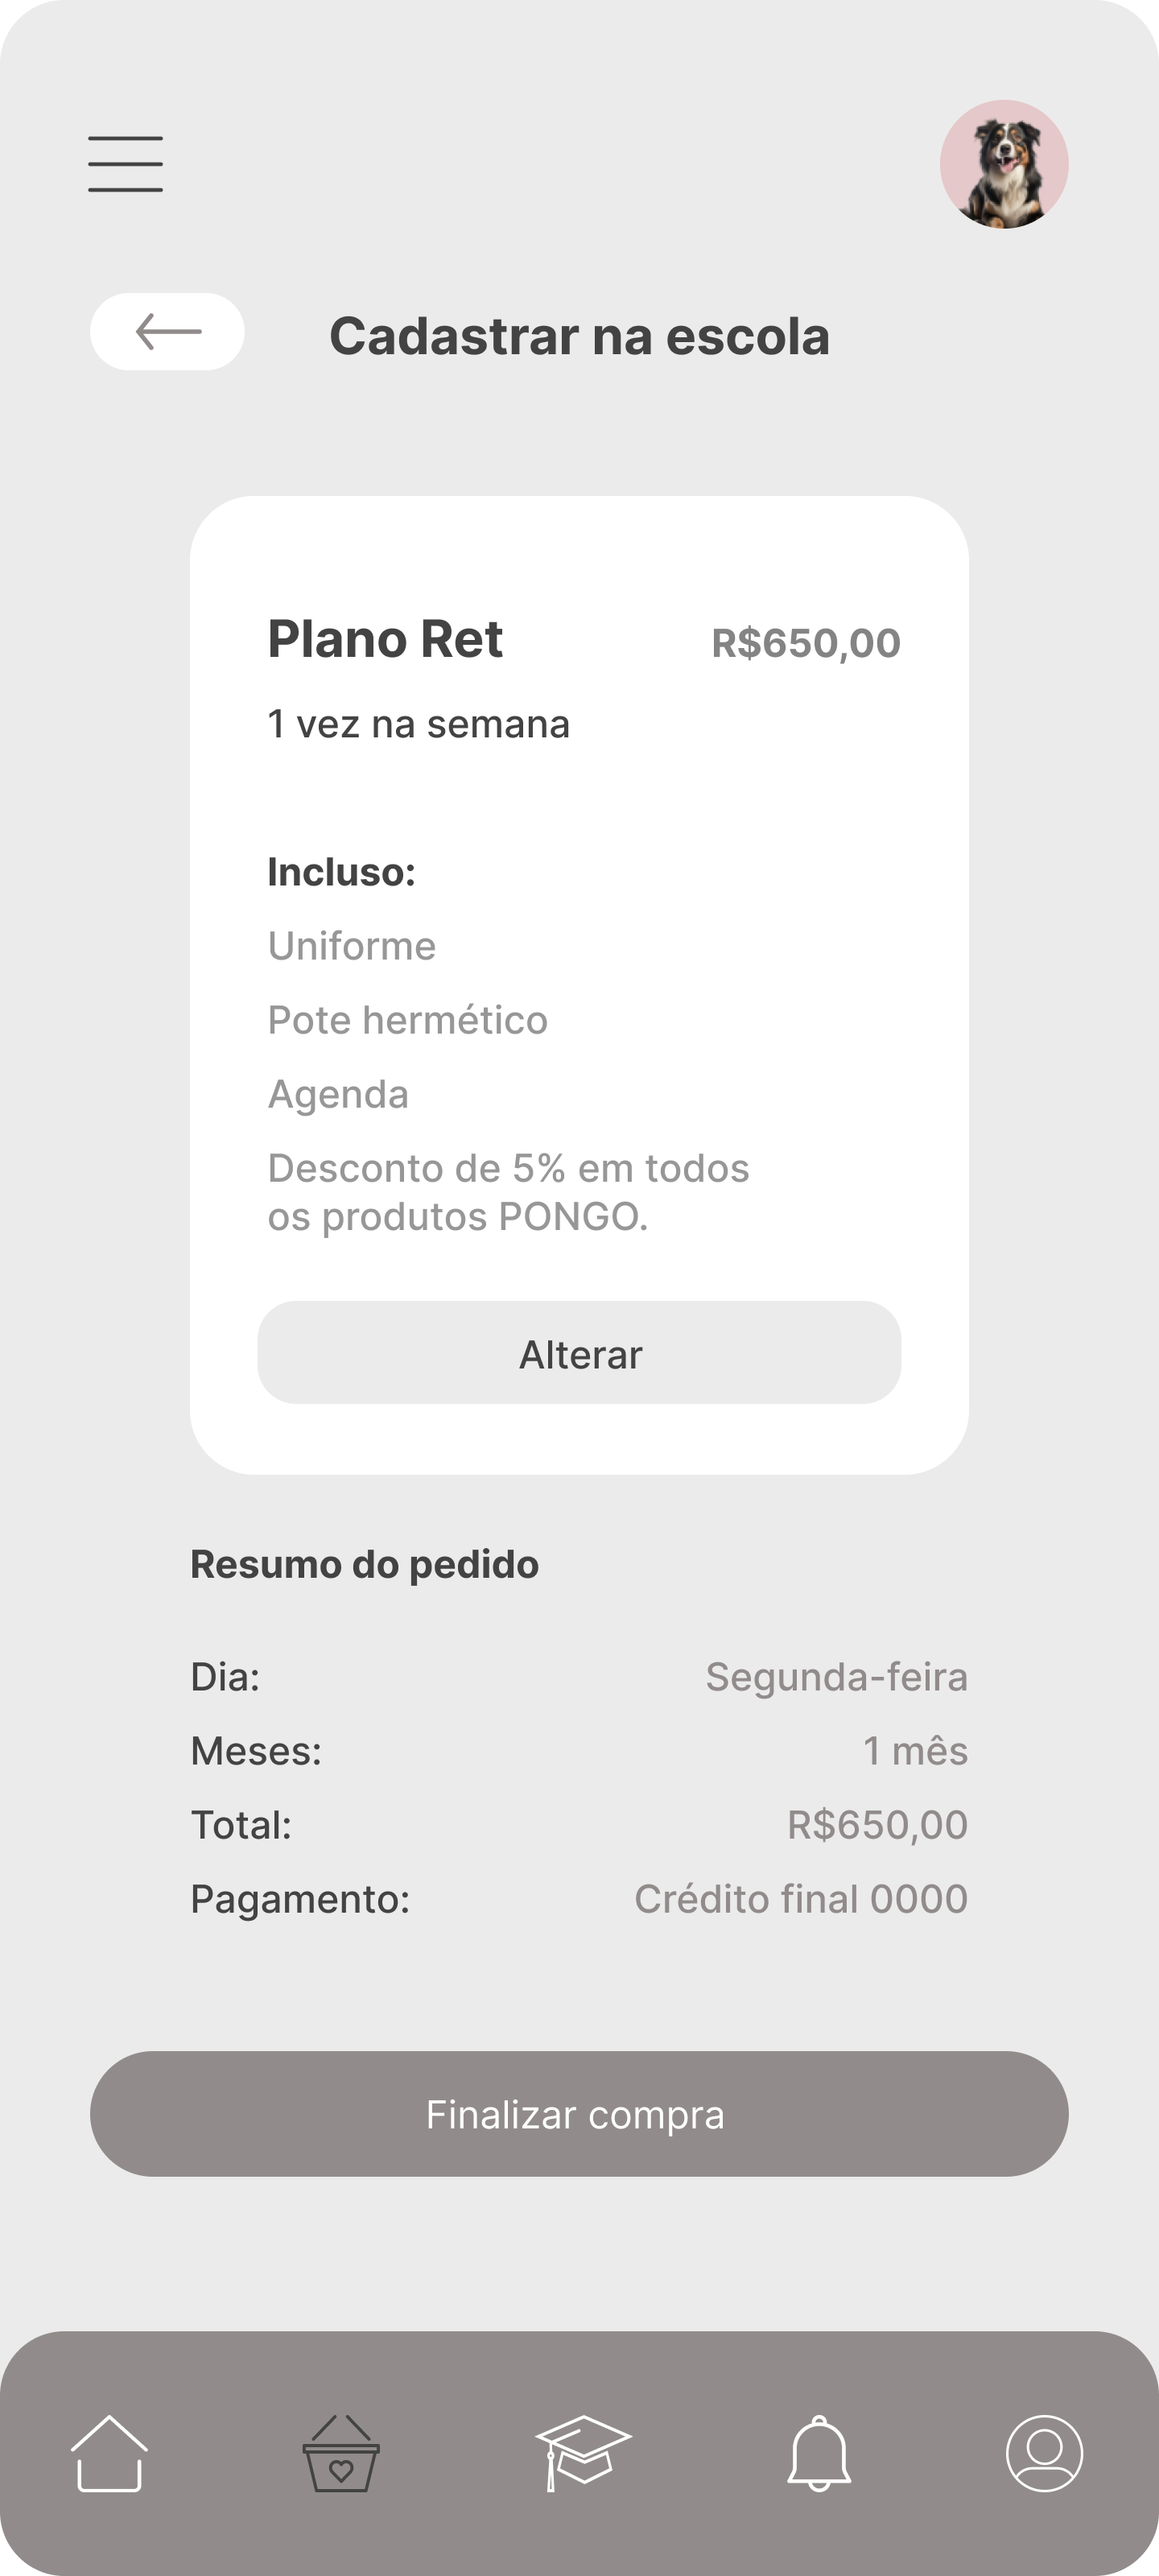 Cadastrar na escola
Plano Ret
R$650,00
1 vez na semana
Incluso:
Uniforme
Pote hermético
Agenda
Desconto de 5% em todos
os produtos PONGO.
Alterar
Resumo do pedido
Dia:
Segunda-feira
Meses:
1 mês
Total:
R$650,00
Pagamento:
Crédito final 0000
Finalizar compra